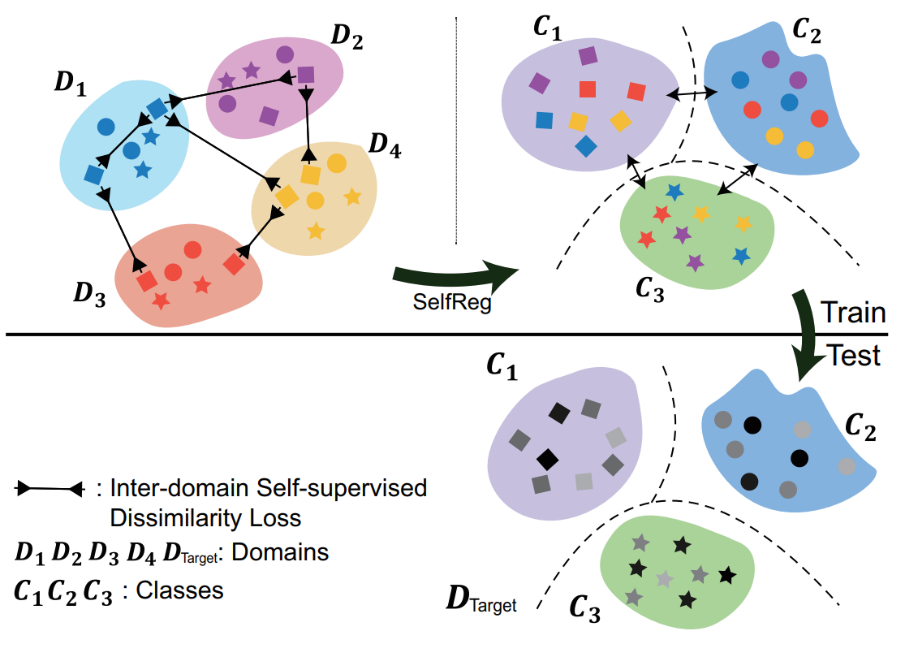 D1
D2
D4
D3
SelfReg
C1
C2
C3
Train
Test
C1
C2
C3
DTarget
: Inter-domain Self-supervised
Dissimilarity Loss
D1 D2 D3 D4 DTarget: Domains
C1 C2 C3 : Classes